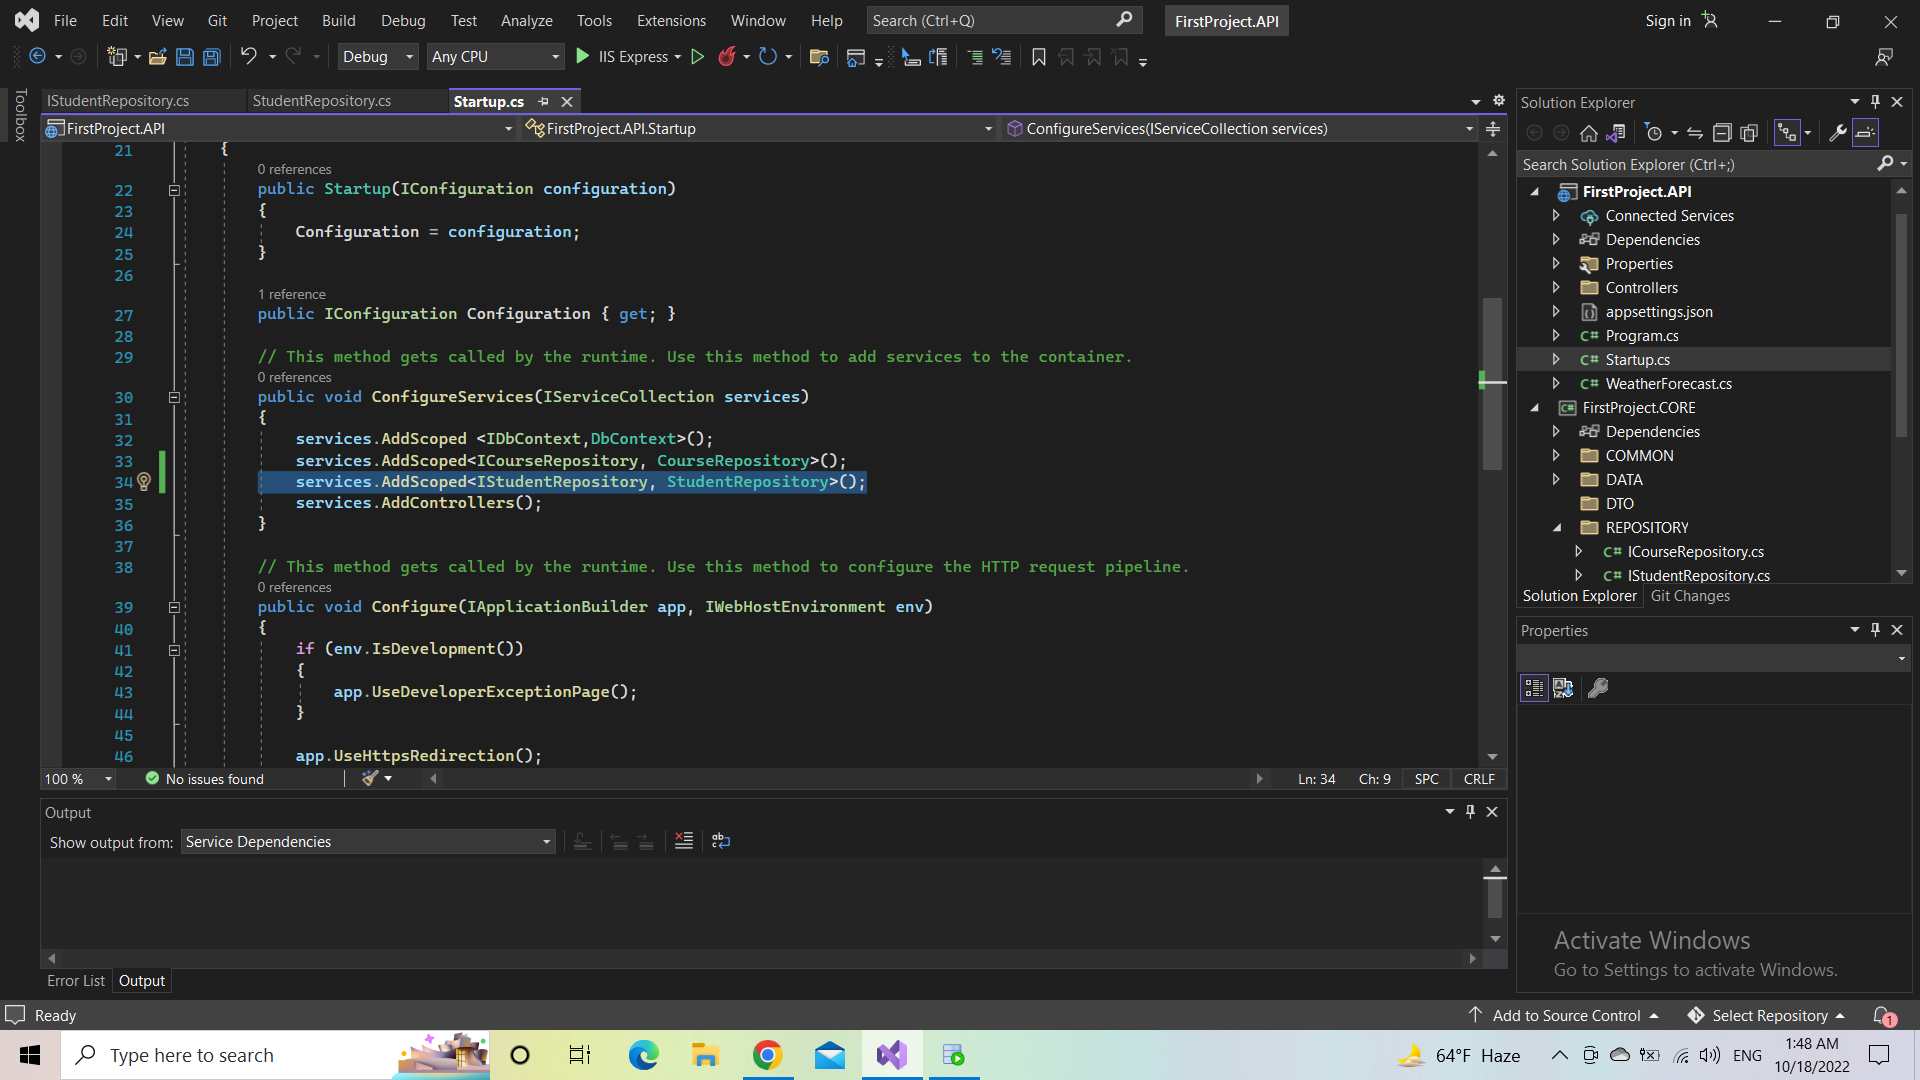 File Edit View Git Project Build Debug Test Analyze Tools Extensions Window Help Search (Ctrl+Q) FirstProject.API Sign in
Debug Any CPU IIS Express
Toolbox
IStudentRepository.cs StudentRepository.cs Startup.cs
FirstProject.API FirstProject.API.Startup ConfigureServices(IServiceCollection services)
21 {
0 references
22 public Startup(IConfiguration configuration)
23 {
24 Configuration = configuration;
25 }
26
1 reference
27 public IConfiguration Configuration { get; }
28
29 // This method gets called by the runtime. Use this method to add services to the container.
0 references
30 public void ConfigureServices(IServiceCollection services)
31 {
32 services.AddScoped <IDbContext,DbContext>();
33 services.AddScoped<ICourseRepository, CourseRepository>();
34 services.AddScoped<IStudentRepository, StudentRepository>();
35 services.AddControllers();
36 }
37
38 // This method gets called by the runtime. Use this method to configure the HTTP request pipeline.
0 references
39 public void Configure(IApplicationBuilder app, IWebHostEnvironment env)
40 {
41 if (env.IsDevelopment())
42 {
43 app.UseDeveloperExceptionPage();
44 }
45
46 app.UseHttpsRedirection();
100 % No issues found Ln: 34 Ch: 9 SPC CRLF
Output
Show output from: Service Dependencies
Error List Output
Solution Explorer
Search Solution Explorer (Ctrl+;)
FirstProject.API
Connected Services
Dependencies
Properties
Controllers
appsettings.json
C# Program.cs
C# Startup.cs
C# WeatherForecast.cs
C# FirstProject.CORE
Dependencies
COMMON
DATA
DTO
REPOSITORY
C# ICourseRepository.cs
C# IStudentRepository.cs
Solution Explorer Git Changes
Properties
Activate Windows
Go to Settings to activate Windows.
Ready Add to Source Control Select Repository 1
Type here to search 64°F Haze ENG 1:48 AM
10/18/2022